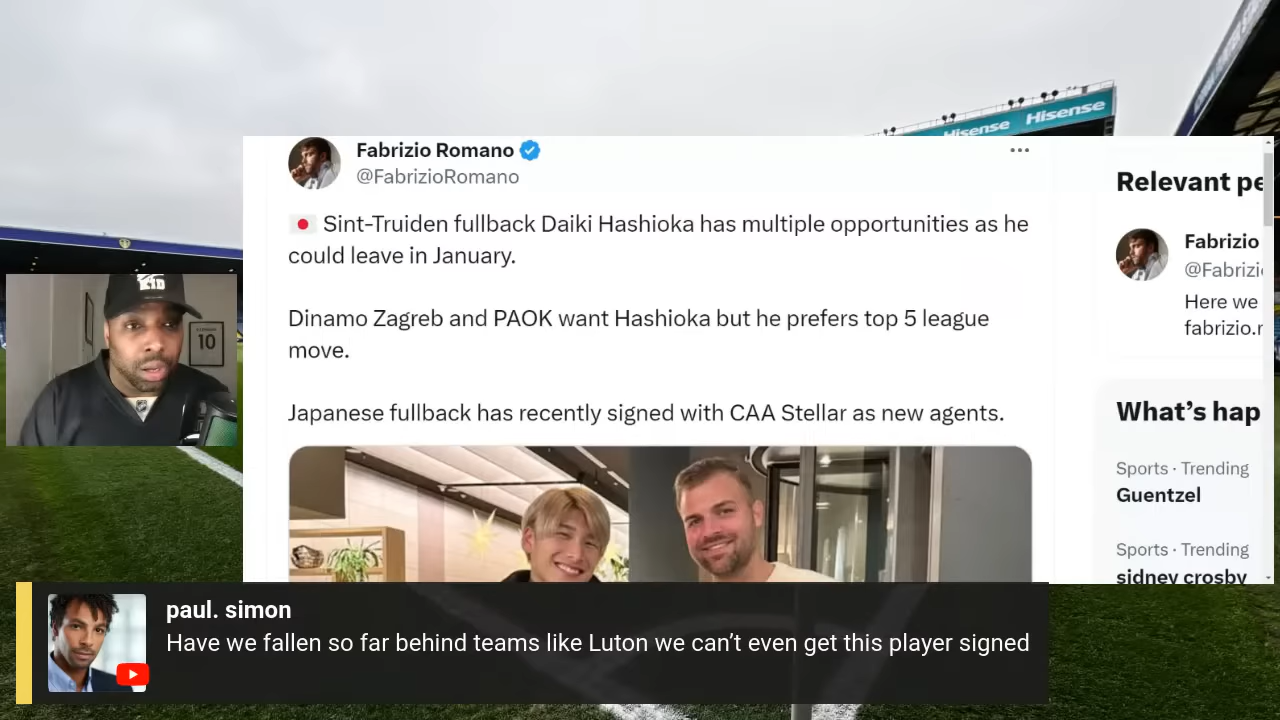 Hisense
Hisense
Fabrizio Romano
@FabrizioRomano
🇯🇵 Sint-Truiden fullback Daiki Hashioka has multiple opportunities as he
could leave in January.
Dinamo Zagreb and PAOK want Hashioka but he prefers top 5 league
move.
Japanese fullback has recently signed with CAA Stellar as new agents.
Relevant pe
Fabrizio
@Fabrizi
Here we
fabrizio.r
What’s hap
Sports · Trending
Guentzel
Sports · Trending
sidney crosby
KID
10
paul. simon
Have we fallen so far behind teams like Luton we can’t even get this player signed